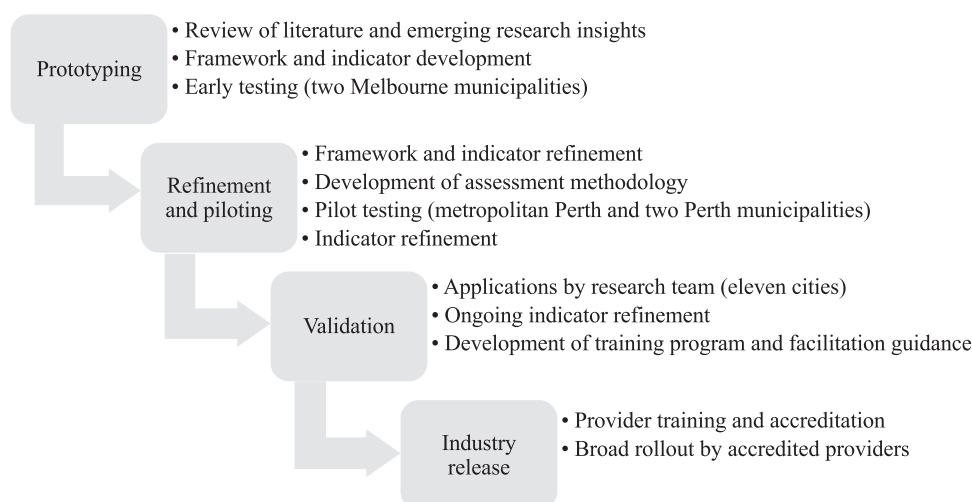 Prototyping
• Review of literature and emerging research insights
• Framework and indicator development
• Early testing (two Melbourne municipalities)
Refinement
and piloting
• Framework and indicator refinement
• Development of assessment methodology
• Pilot testing (metropolitan Perth and two Perth municipalities)
• Indicator refinement
Validation
• Applications by research team (eleven cities)
• Ongoing indicator refinement
• Development of training program and facilitation guidance
Industry
release
• Provider training and accreditation
• Broad rollout by accredited providers